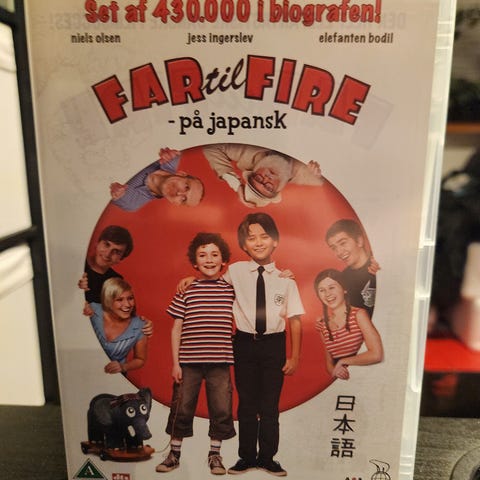 Set af 430.000 i biografen!
niels olsen jess ingerslev elefanten bodil
FAR til FIRE
- på japansk
日本語
A
dts